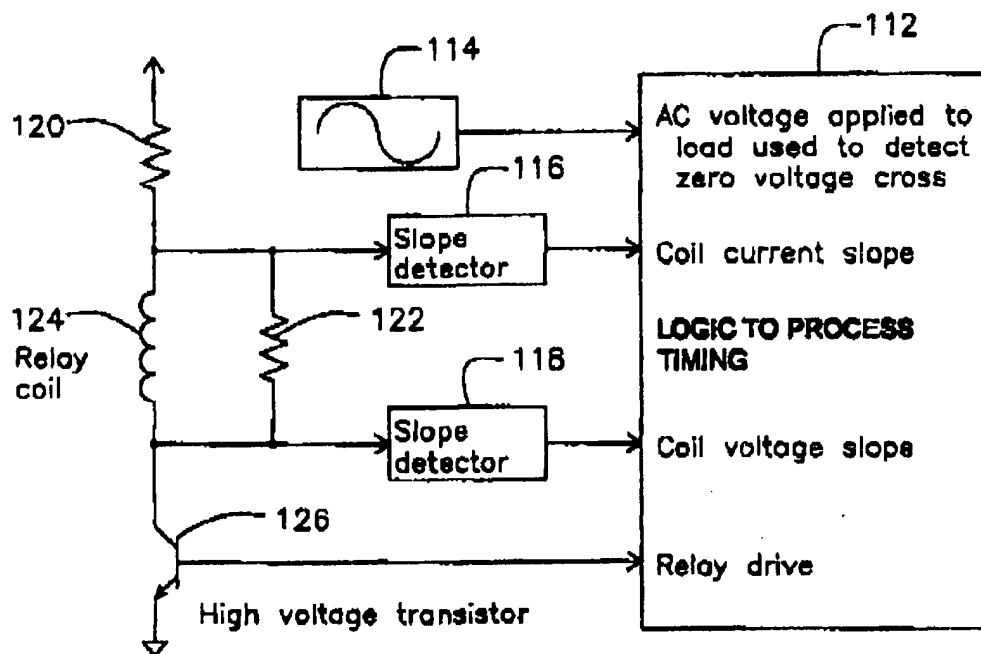 114
112
120
AC voltage applied to
load used to detect
zero voltage cross
116
Slope
detector
Coil current slope
124
Relay
coil
122
LOGIC TO PROCESS
TIMING
118
Slope
detector
Coil voltage slope
126
Relay drive
High voltage transistor